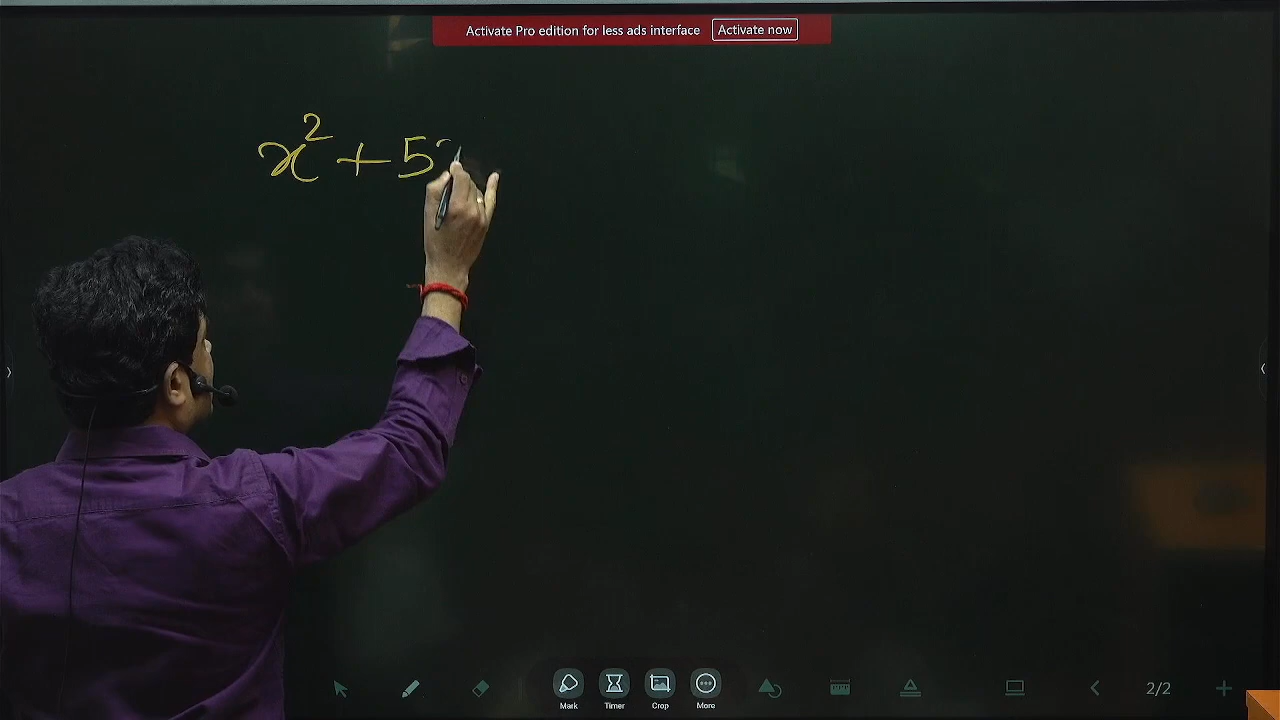 Activate Pro edition for less ads interface Activate now
x² + 5
Mark Timer Crop More
2/2